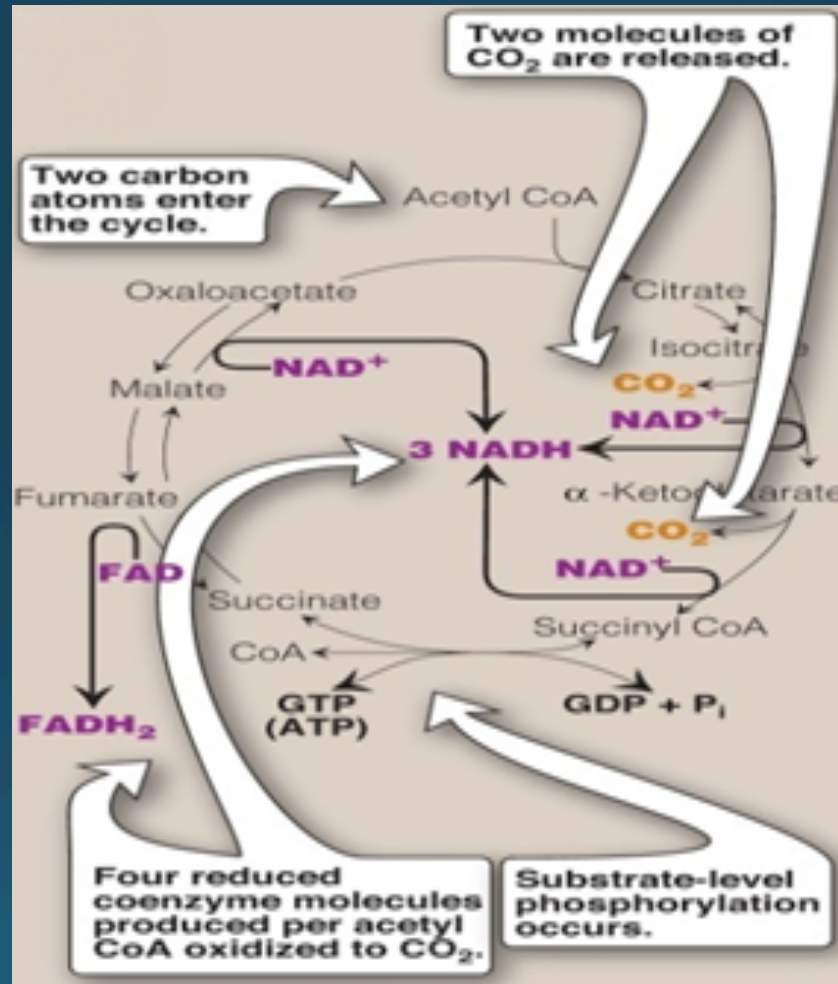 Two molecules of
CO₂ are released.
Two carbon
atoms enter
the cycle.
Acetyl CoA
Oxaloacetate
Citrate
Isocitrate
NAD⁺
CO₂
Malate
NAD⁺
3 NADH
Fumarate
α -Ketoglutarate
CO₂
FAD
NAD⁺
Succinate
Succinyl CoA
CoA
GTP
(ATP)
GDP + Pᵢ
FADH₂
Four reduced
coenzyme molecules
produced per acetyl
CoA oxidized to CO₂.
Substrate-level
phosphorylation
occurs.